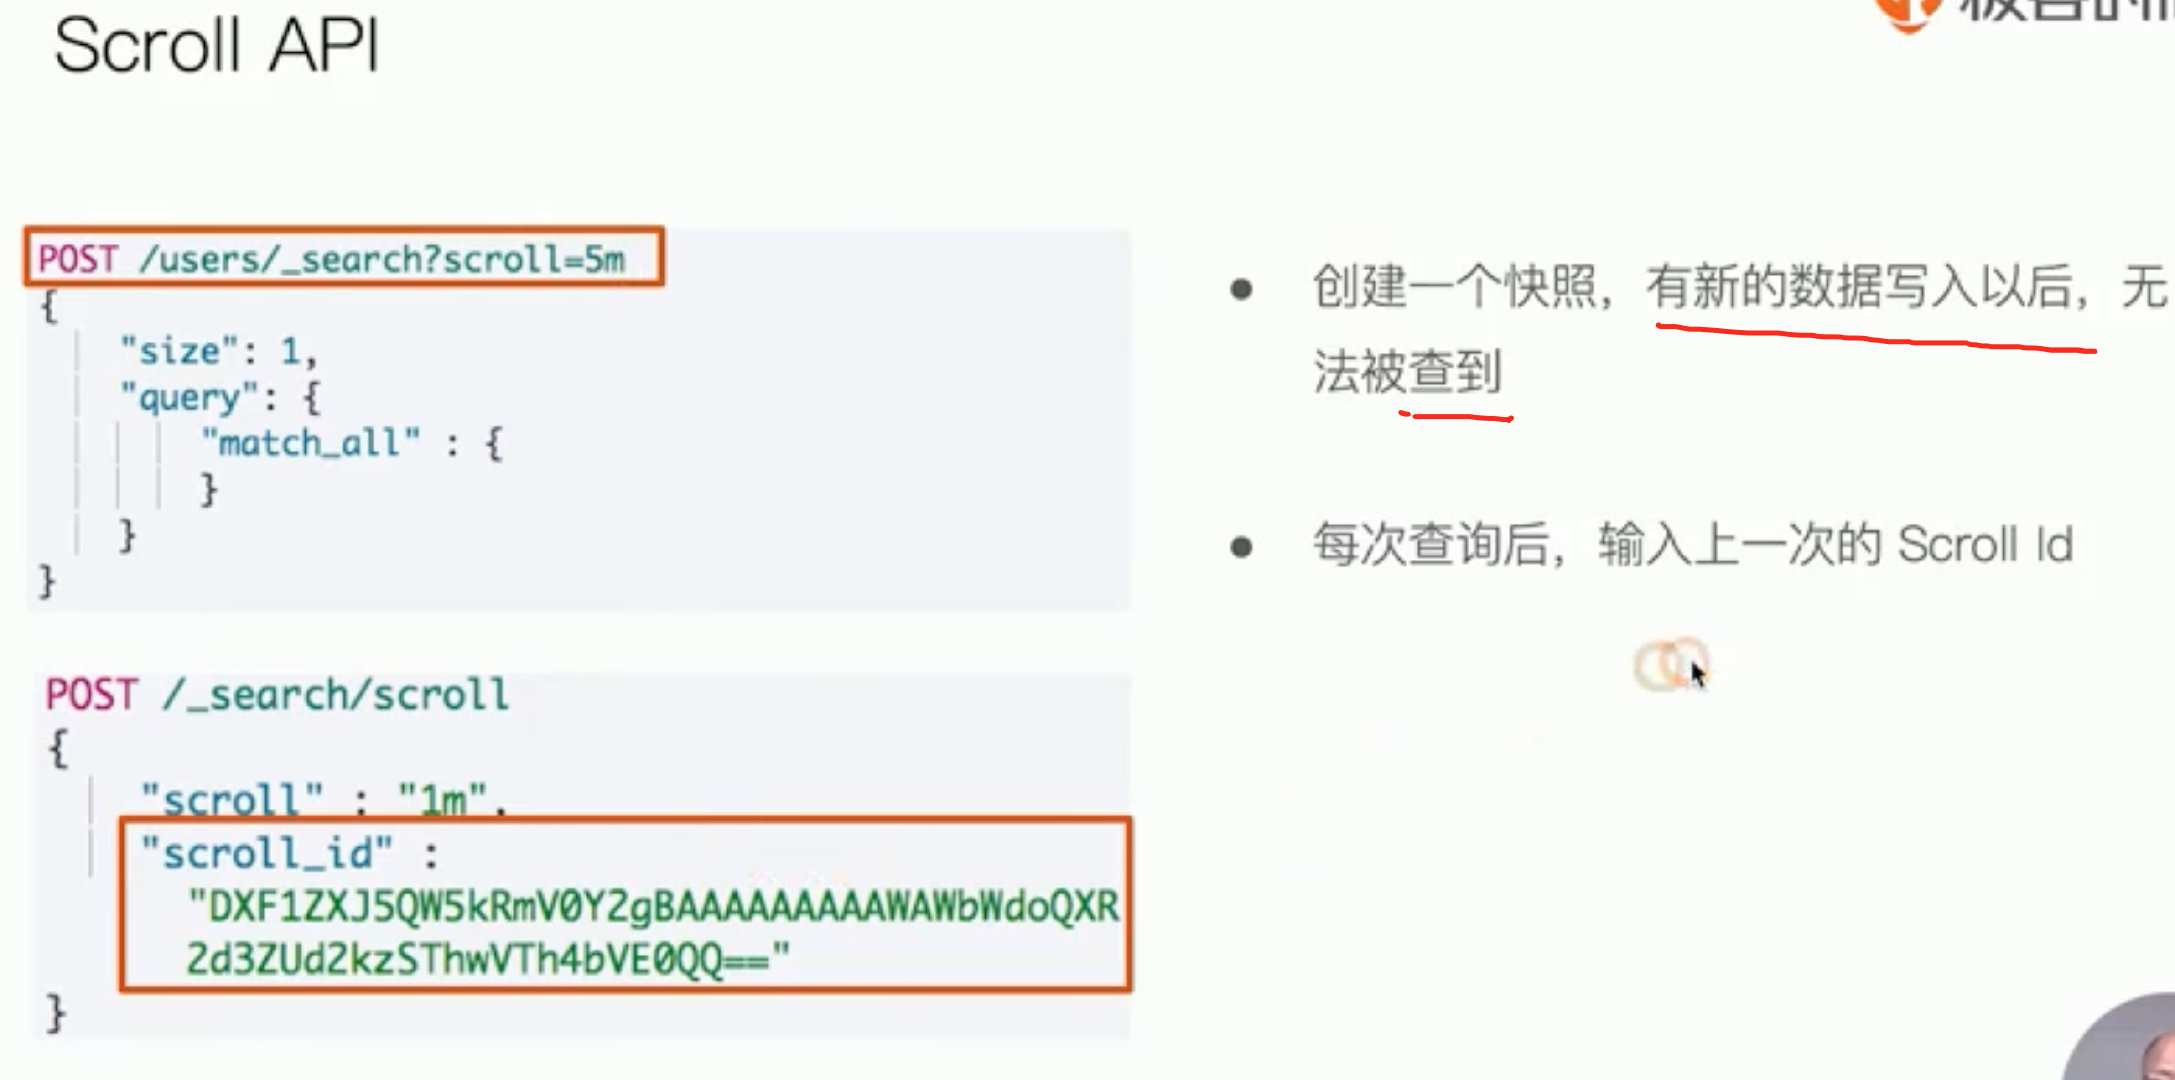 Scroll API
POST /users/_search?scroll=5m
{
"size": 1,
"query": {
"match_all" : {
}
}
}
POST /_search/scroll
{
"scroll" : "1m",
"scroll_id" :
"DXF1ZXJ5QW5kRmV0Y2gBAAAAAAAAAWAWbWdoQXR
2d3ZUd2kzSThwVTh4bVE0QQ=="
}
● 创建一个快照，有新的数据写入以后，无
法被查到
● 每次查询后，输入上一次的 Scroll Id